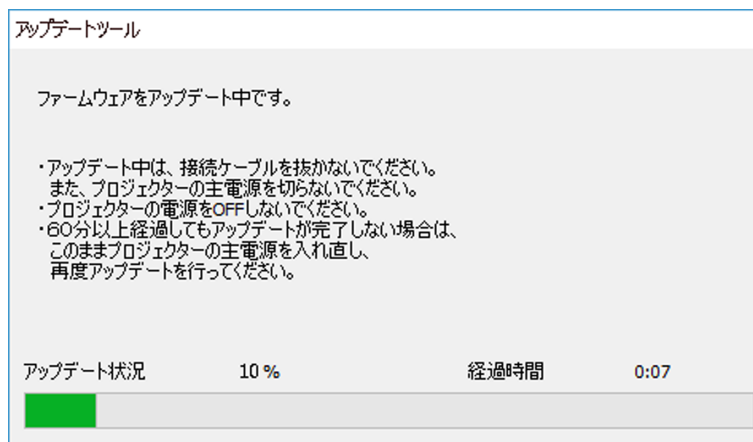 アップデートツール
ファームウェアをアップデート中です。
・アップデート中は、接続ケーブルを抜かないでください。
また、プロジェクターの主電源を切らないでください。
・プロジェクターの電源をOFFしないでください。
・60分以上経過してもアップデートが完了しない場合は、
このままプロジェクターの主電源を入れ直し、
再度アップデートを行ってください。
アップデート状況 10 % 経過時間 0:07